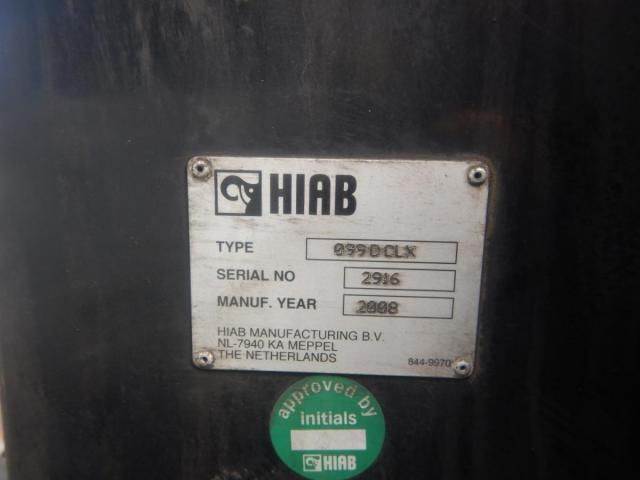 HIAB
TYPE 099DCLX
SERIAL NO 2916
MANUF. YEAR 2008
HIAB MANUFACTURING B.V.
NL-7940 KA MEPPEL
THE NETHERLANDS 844-9970
approved by
initials
HIAB